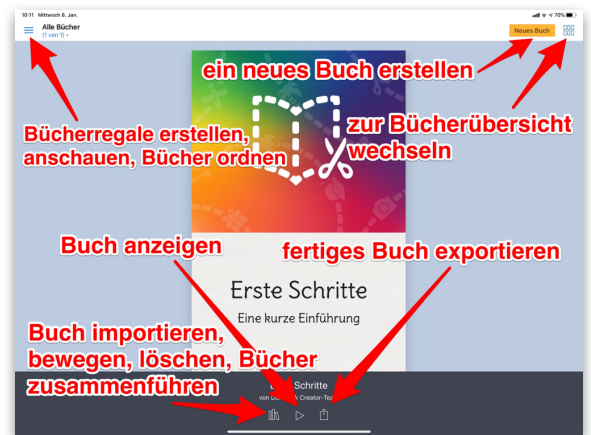 10:11 Mittwoch 8. Jan.
70%
Alle Bücher
(1 von 1)
Neues Buch
ein neues Buch erstellen
Bücherregale erstellen,
anschauen, Bücher ordnen
zur Bücherübersicht
wechseln
Buch anzeigen
fertiges Buch exportieren
Erste Schritte
Eine kurze Einführung
Buch importieren,
bewegen, löschen, Bücher
zusammenführen
Schritte
von
Creator-Tea